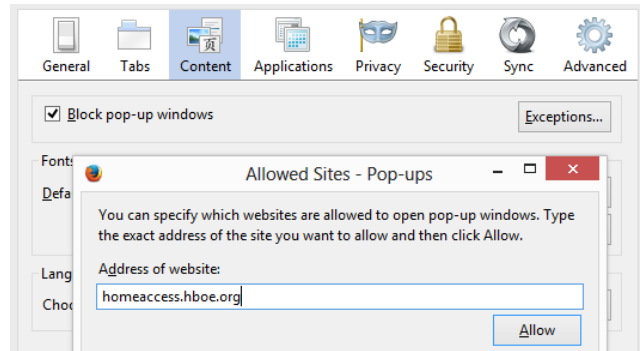 General Tabs Content Applications Privacy Security Sync Advanced
Block pop-up windows Exceptions...
Fonts
Allowed Sites - Pop-ups
Defa
You can specify which websites are allowed to open pop-up windows. Type
the exact address of the site you want to allow and then click Allow.
Lang
Address of website:
Choo
homeaccess.hboe.org
Allow